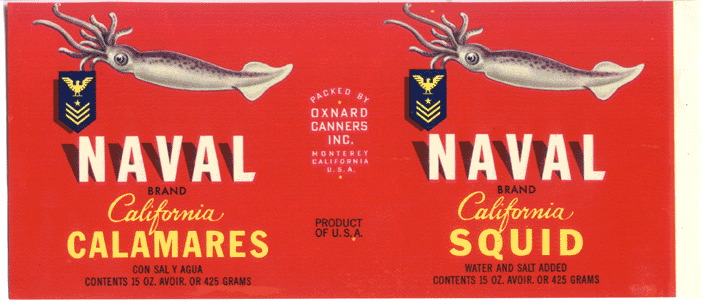 NAVAL
BRAND
California
CALAMARES
CON SAL Y AGUA
CONTENTS 15 OZ. AVOIR. OR 425 GRAMS
PACKED BY
OXNARD
CANNERS
INC.
MONTEREY
CALIFORNIA
U.S.A.
PRODUCT
OF U.S.A.
NAVAL
BRAND
California
SQUID
WATER AND SALT ADDED
CONTENTS 15 OZ. AVOIR. OR 425 GRAMS